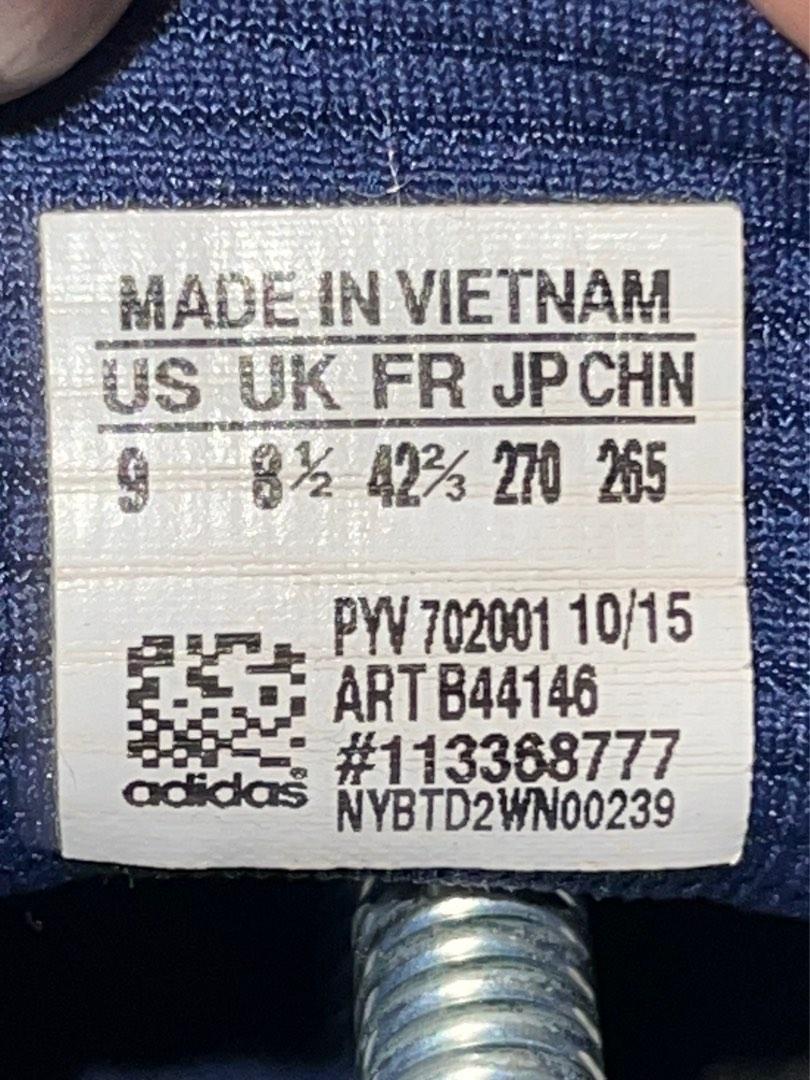 MADE IN VIETNAM
US UK FR JP CHN
9 8½ 42⅔ 270 265
PYV 702001 10/15
ART B44146
#113368777
adidas®
NYBTD2WN00239